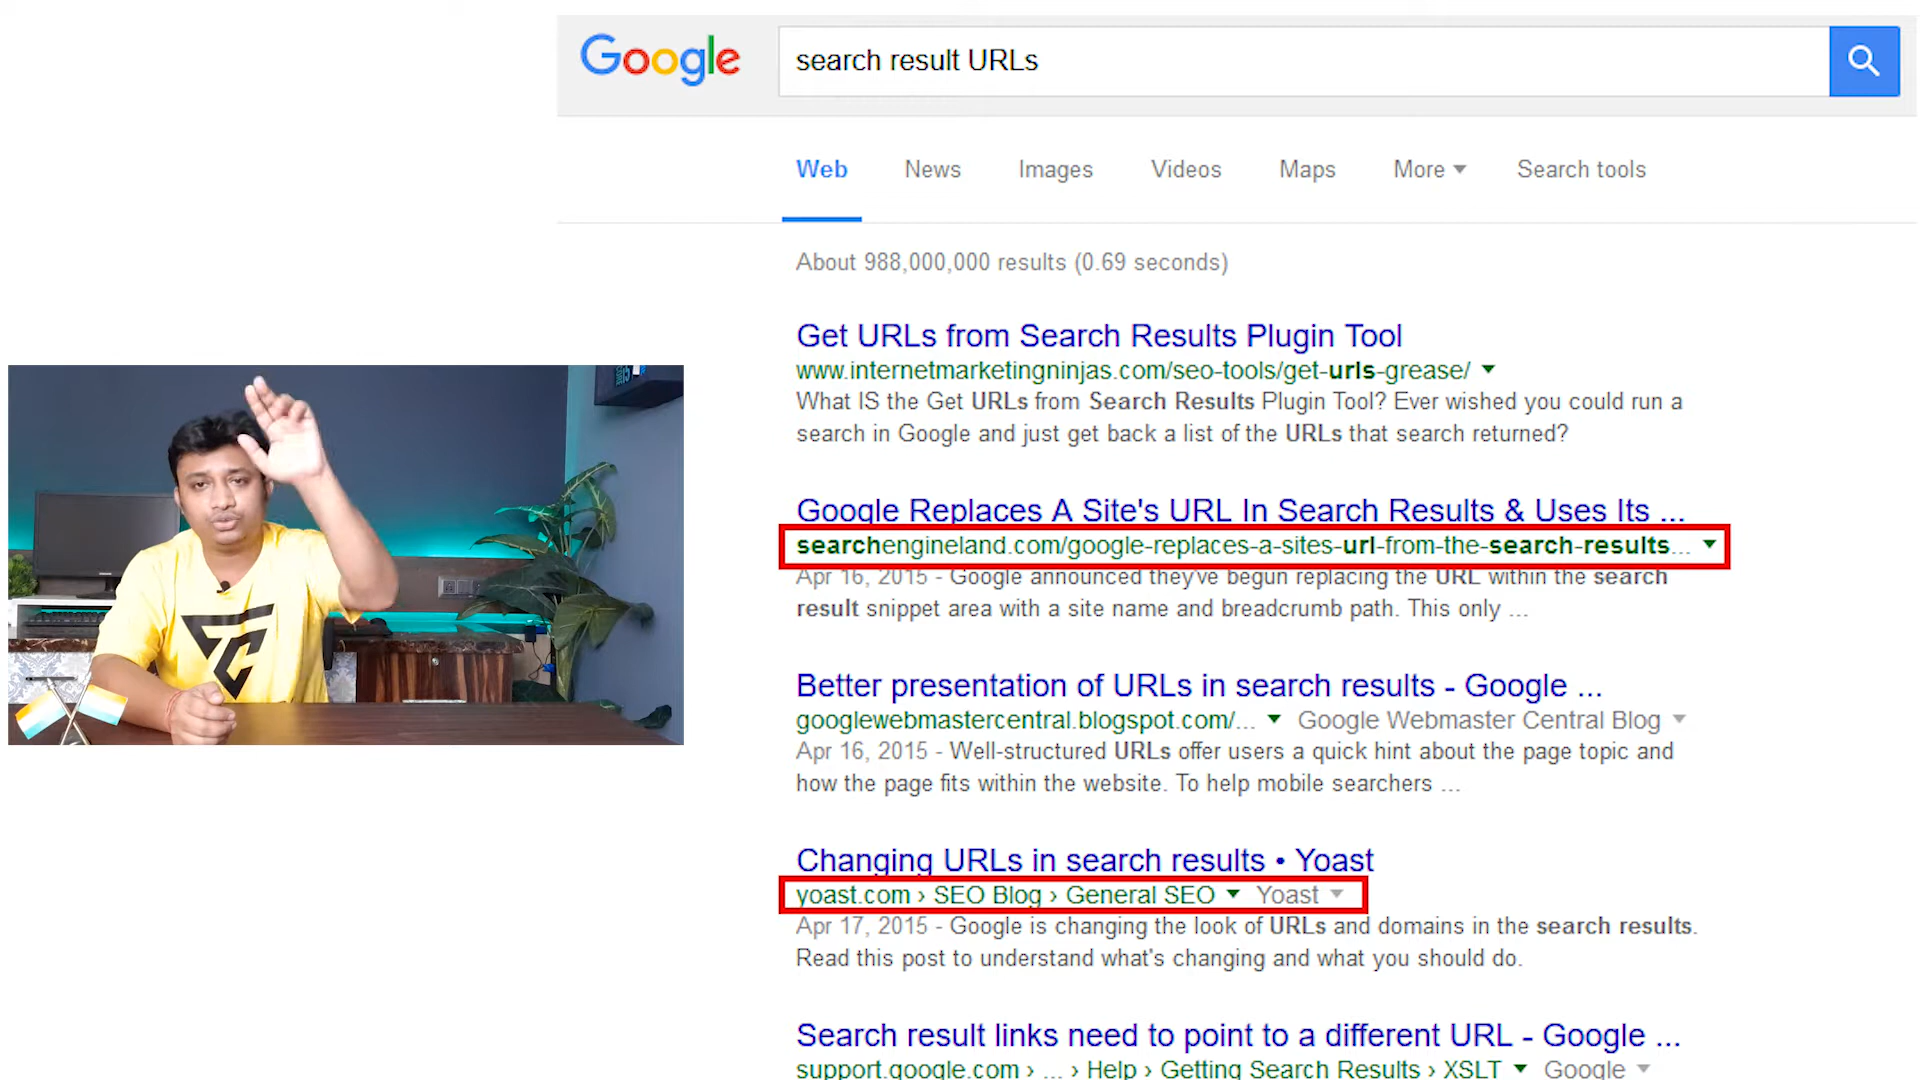 Google
search result URLs
Web News Images Videos Maps More Search tools
About 988,000,000 results (0.69 seconds)
Get URLs from Search Results Plugin Tool
www.internetmarketingninjas.com/seo-tools/get-urls-grease/
What IS the Get URLs from Search Results Plugin Tool? Ever wished you could run a
search in Google and just get back a list of the URLs that search returned?
Google Replaces A Site's URL In Search Results & Uses Its ...
searchengineland.com/google-replaces-a-sites-url-from-the-search-results...
Apr 16, 2015 - Google announced they've begun replacing the URL within the search
result snippet area with a site name and breadcrumb path. This only ...
Better presentation of URLs in search results - Google ...
googlewebmastercentral.blogspot.com/... Google Webmaster Central Blog
Apr 16, 2015 - Well-structured URLs offer users a quick hint about the page topic and
how the page fits within the website. To help mobile searchers ...
Changing URLs in search results • Yoast
yoast.com › SEO Blog › General SEO Yoast
Apr 17, 2015 - Google is changing the look of URLs and domains in the search results.
Read this post to understand what's changing and what you should do.
Search result links need to point to a different URL - Google ...
support.google.com › ... › Help › Getting Search Results › XSLT Google